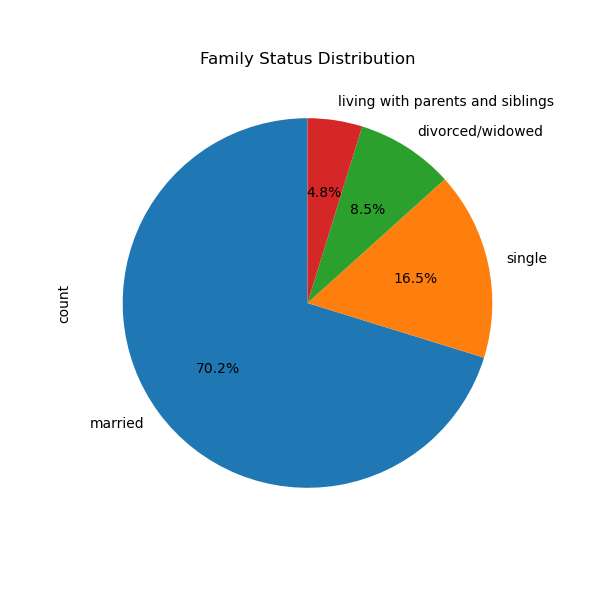 Family Status Distribution
living with parents and siblings
divorced/widowed
4.8%
8.5%
single
16.5%
count
70.2%
married